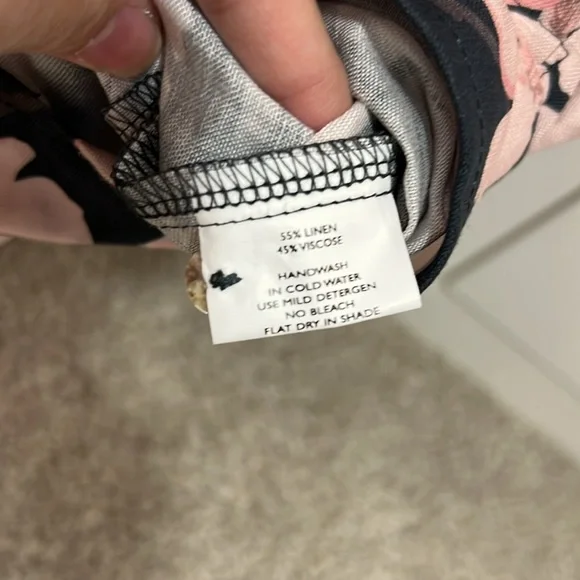 55% LINEN
45% VISCOSE
HANDWASH
IN COLD WATER
USE MILD DETERGEN
NO BLEACH
FLAT DRY IN SHADE